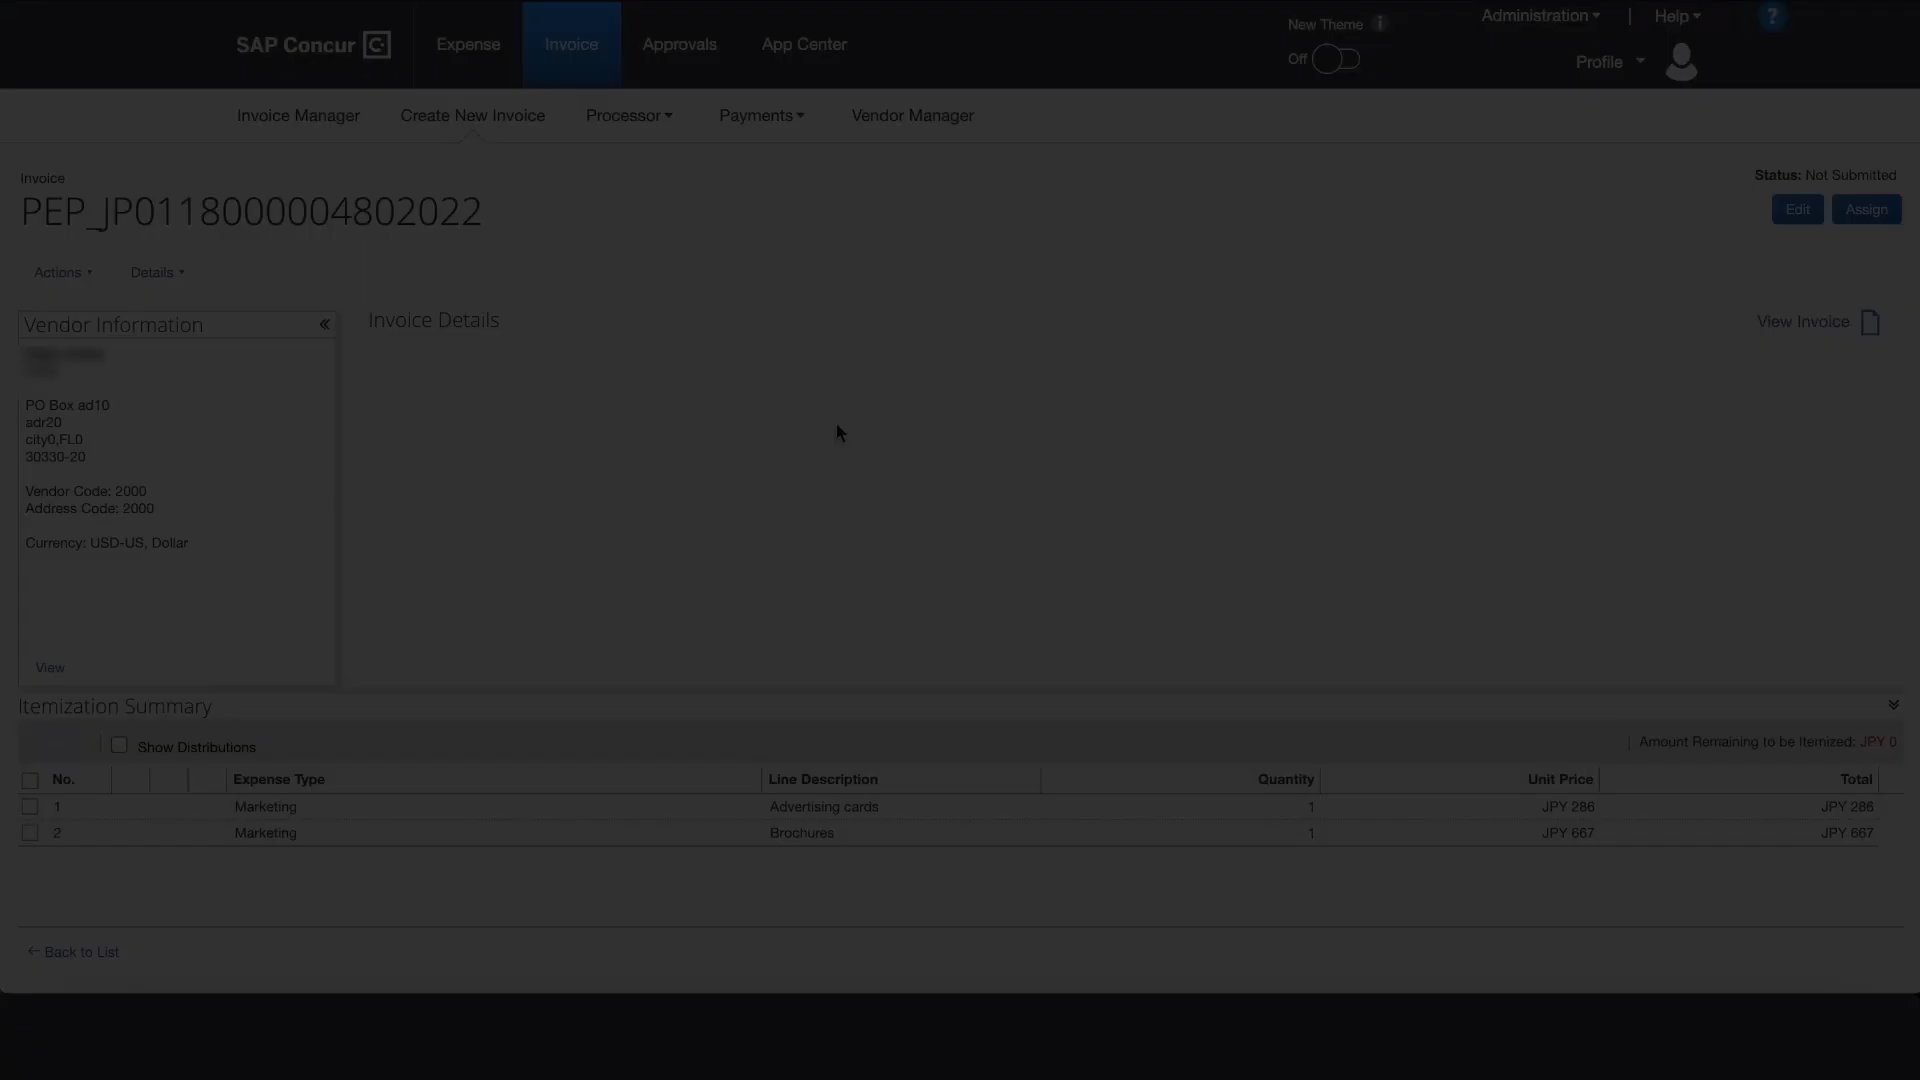 SAP Concur
Expense
Invoice
Approvals
App Center
New Theme
Off
Administration
Help
?
Profile
Invoice Manager
Create New Invoice
Processor
Payments
Vendor Manager
Invoice
PEP_JP0118000004802022
Status: Not Submitted
Edit
Assign
Actions
Details
Vendor Information
PO Box ad10
adr20
city0,FL0
30330-20
Vendor Code: 2000
Address Code: 2000
Currency: USD-US, Dollar
View
Invoice Details
View Invoice
Itemization Summary
Show Distributions
Amount Remaining to be Itemized: JPY 0
No. Expense Type Line Description Quantity Unit Price Total
1 Marketing Advertising cards 1 JPY 286 JPY 286
2 Marketing Brochures 1 JPY 667 JPY 667
← Back to List